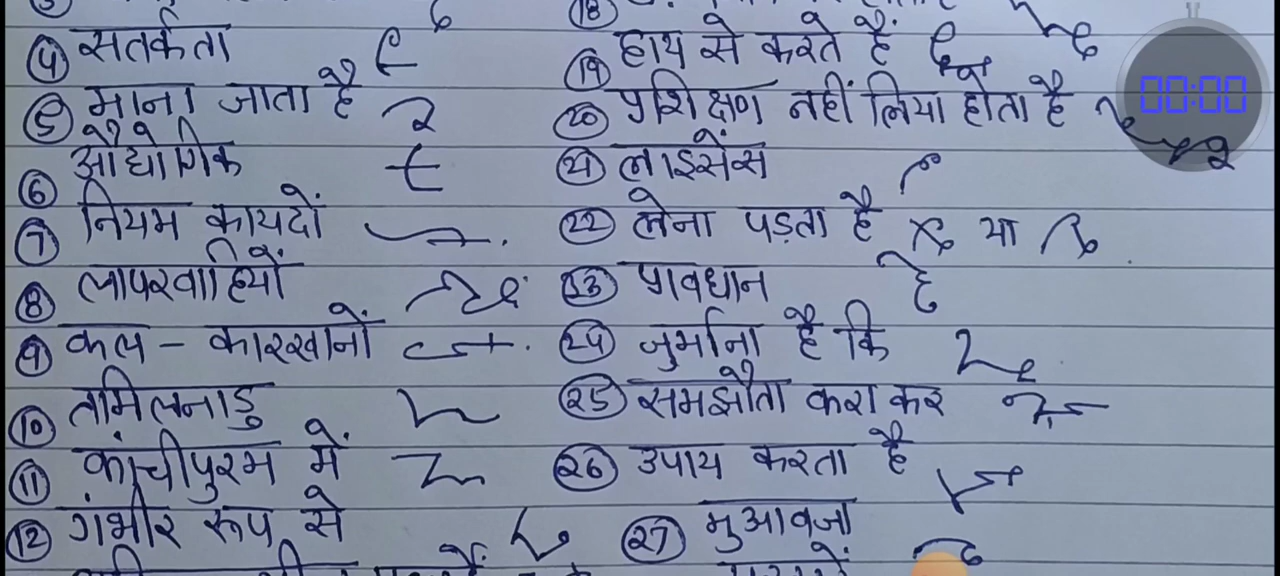 ④ सतर्कता
⑤ माना जाता है
⑥ औद्योगिक
⑦ नियम कायदों
⑧ लापरवाहियों
⑨ कल - कारखानों
⑩ तमिलनाडु
⑪ कांचीपुरम में
⑫ गंभीर रूप से
⑱
⑲ हाथ से करते हैं
⑳ प्रशिक्षण नहीं लिया होता है
㉑ लाइसेंस
㉒ लेना पड़ता है या
㉓ प्रावधान
㉔ जुर्माना है कि
㉕ समझौता करा कर
㉖ उपाय करता है
㉗ मुआवजा
00:00